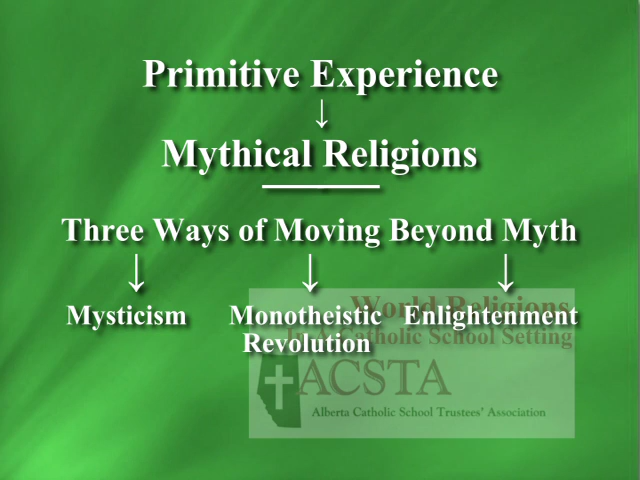 Primitive Experience
↓
Mythical Religions
Three Ways of Moving Beyond Myth
↓ ↓ ↓
Mysticism Monotheistic Enlightenment
Revolution
World Religions
In A Catholic School Setting
ACSTA
Alberta Catholic School Trustees' Association